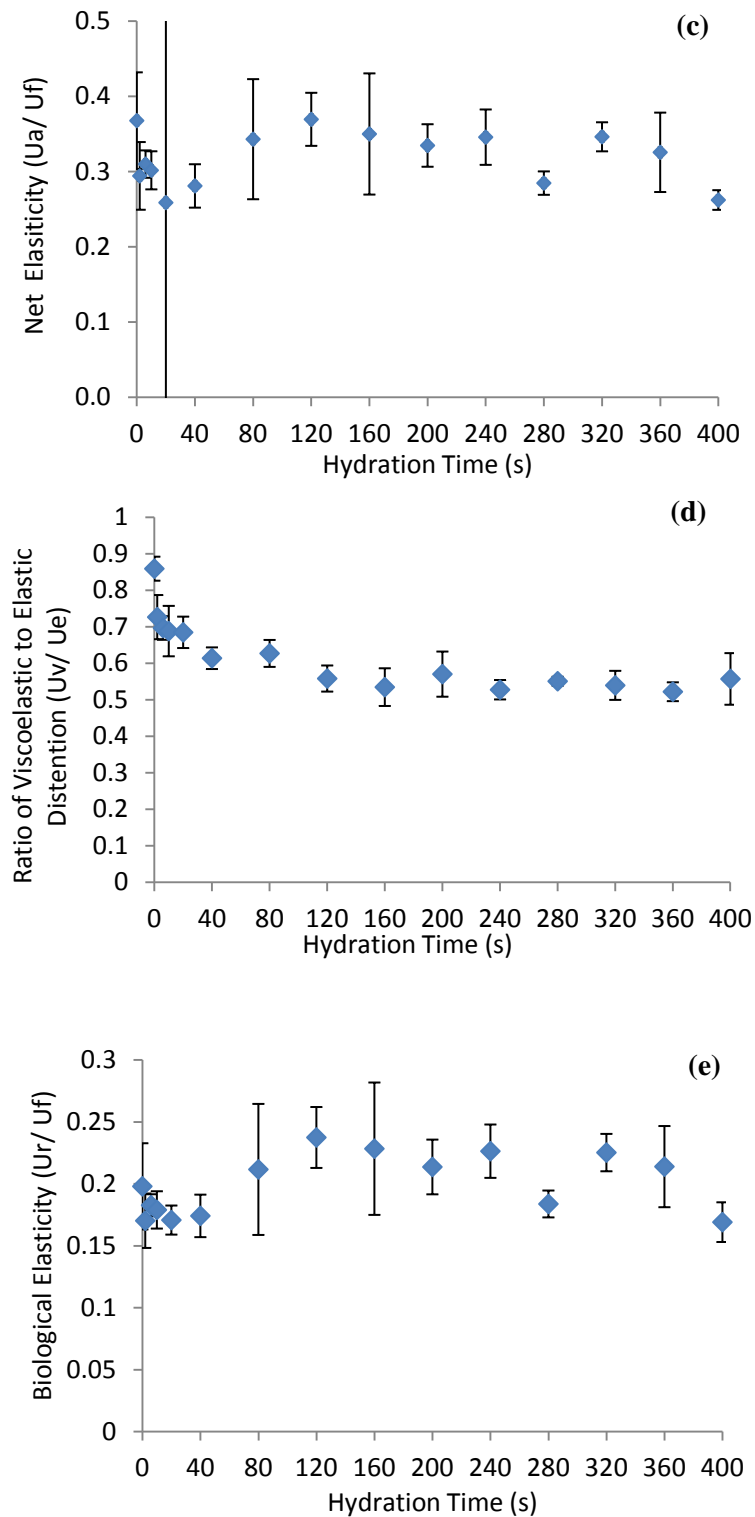 (c)
0.5
0.4
0.3
0.2
0.1
0.0
Net Elasiticity (Ua/ Uf)
0 40 80 120 160 200 240 280 320 360 400
Hydration Time (s)
(d)
1
0.9
0.8
0.7
0.6
0.5
0.4
0.3
0.2
0.1
0
Ratio of Viscoelastic to Elastic
Distention (Uv/ Ue)
0 40 80 120 160 200 240 280 320 360 400
Hydration Time (s)
(e)
0.3
0.25
0.2
0.15
0.1
0.05
0
Biological Elasticity (Ur/ Uf)
0 40 80 120 160 200 240 280 320 360 400
Hydration Time (s)